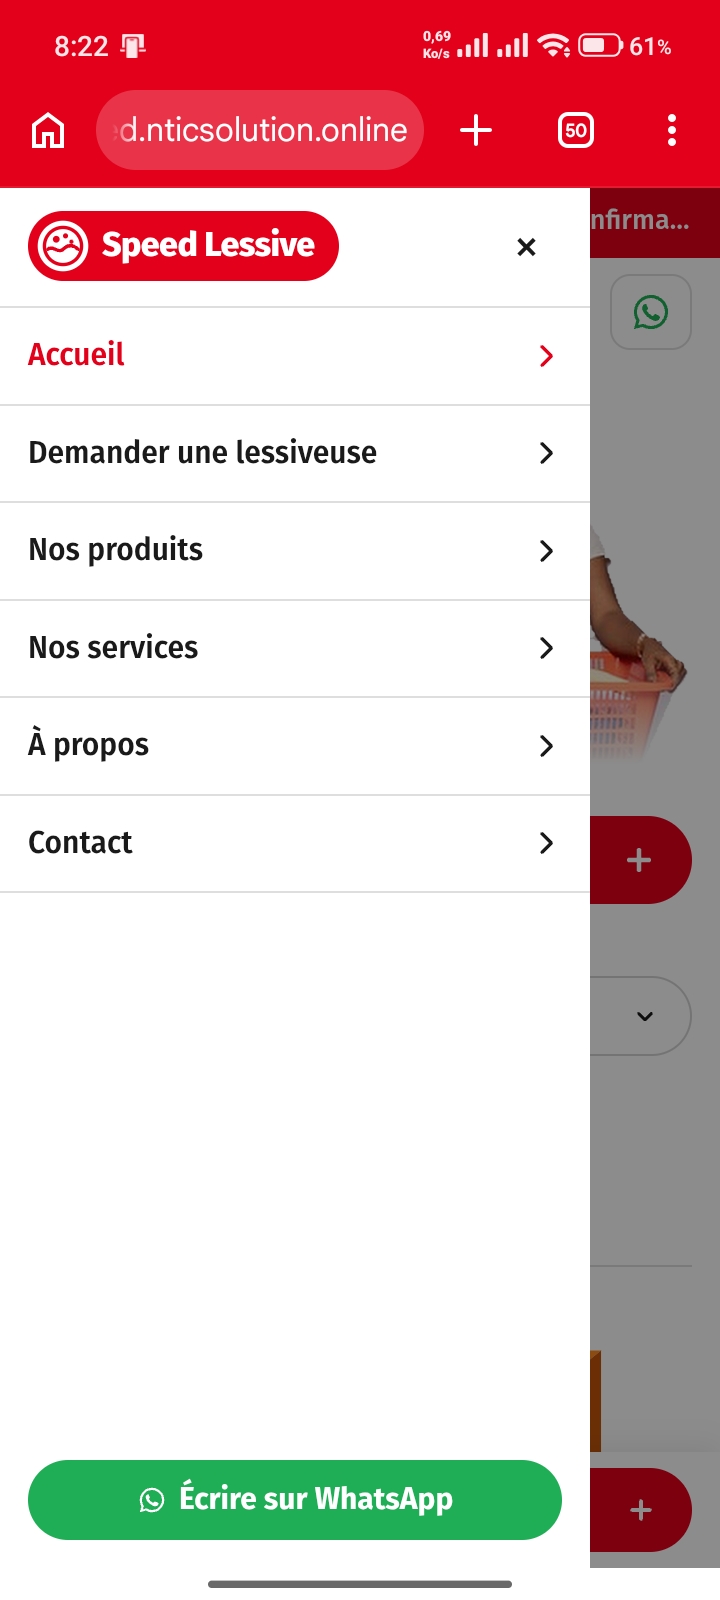 8:22
0,69
Ko/s
61%
d.nticsolution.online
50
Speed Lessive
nfirma...
Accueil
Demander une lessiveuse
Nos produits
Nos services
À propos
Contact
Écrire sur WhatsApp